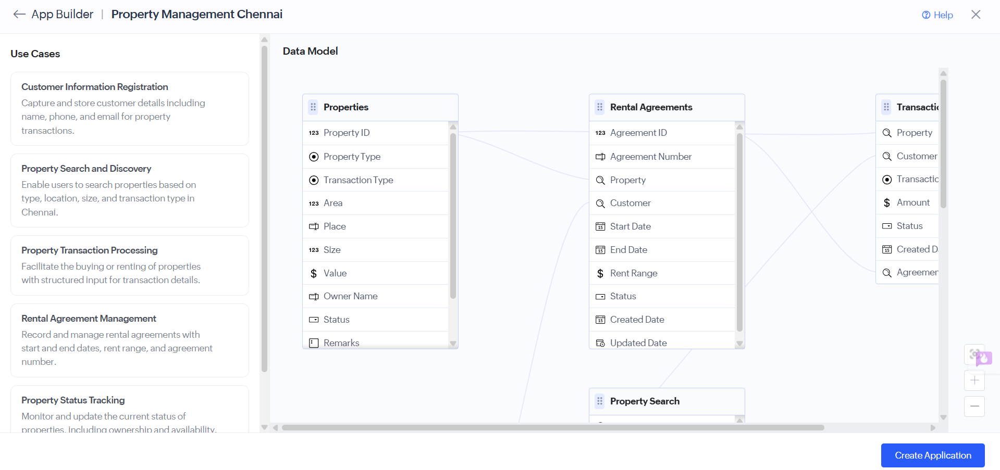 App Builder | Property Management Chennai
Help
Use Cases
Customer Information Registration
Capture and store customer details including
name, phone, and email for property
transactions.
Property Search and Discovery
Enable users to search properties based on
type, location, size, and transaction type in
Chennai.
Property Transaction Processing
Facilitate the buying or renting of properties
with structured input for transaction details.
Rental Agreement Management
Record and manage rental agreements with
start and end dates, rent range, and agreement
number.
Property Status Tracking
Monitor and update the current status of
properties, including ownership and availability.
Data Model
Properties
123 Property ID
Property Type
Transaction Type
123 Area
Place
123 Size
$ Value
Owner Name
Status
Remarks
Rental Agreements
123 Agreement ID
Agreement Number
Property
Customer
15 Start Date
15 End Date
$ Rent Range
Status
15 Created Date
Updated Date
Transactio
Property
Customer
Transactio
$ Amount
Status
15 Created D
Agreemen
Property Search
Create Application